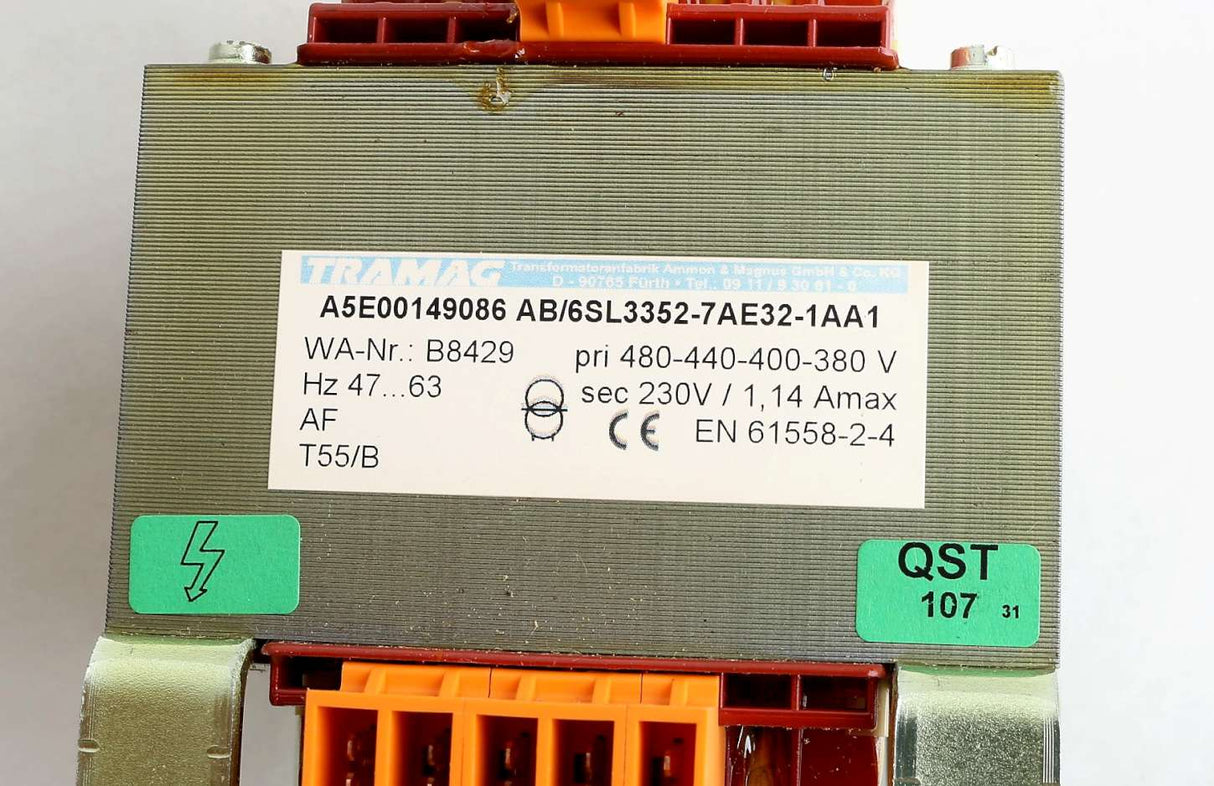 TRAMAG Transformatorenfabrik Ammon & Magnus GmbH & Co. KG
D - 90765 Fürth • Tel.: 09 11 / 9 30 61 - 0
A5E00149086 AB/6SL3352-7AE32-1AA1
WA-Nr.: B8429 pri 480-440-400-380 V
Hz 47...63 sec 230V / 1,14 Amax
AF CE EN 61558-2-4
T55/B
QST
107 31